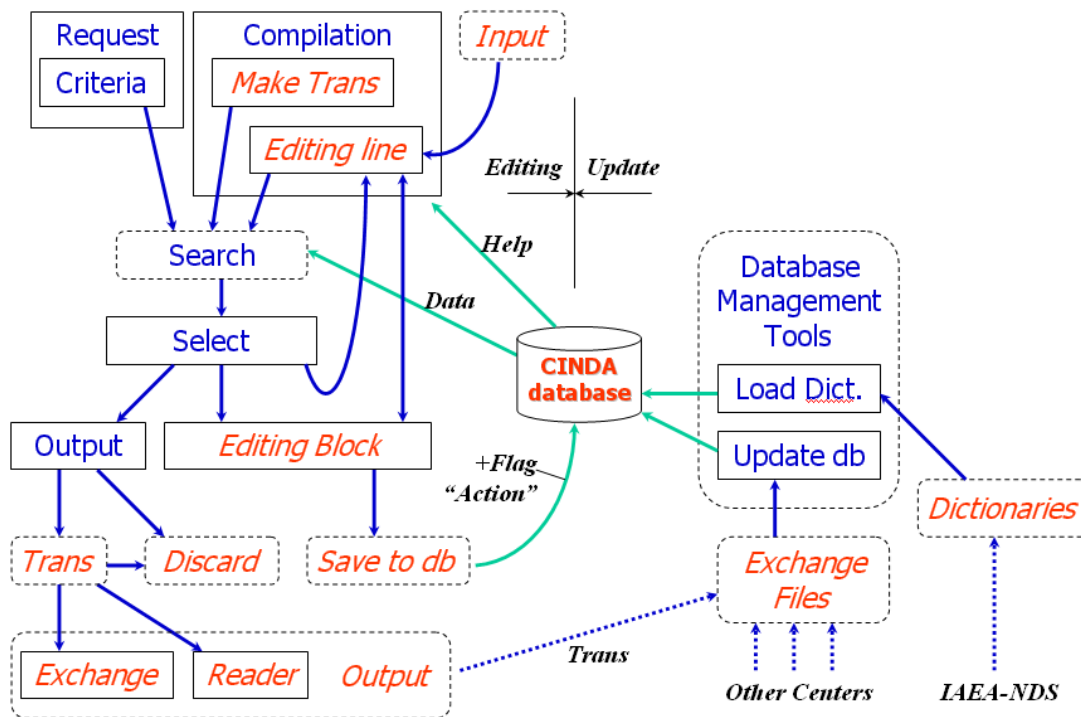 Request
Criteria
Compilation
Make Trans
Editing line
Input
Editing
Update
Help
Search
Data
Select
Database
Management
Tools
CINDA
database
Load Dict.
Update db
Output
Editing Block
+Flag
“Action”
Dictionaries
Trans
Discard
Save to db
Exchange
Files
Exchange
Reader
Output
Trans
Other Centers
IAEA-NDS